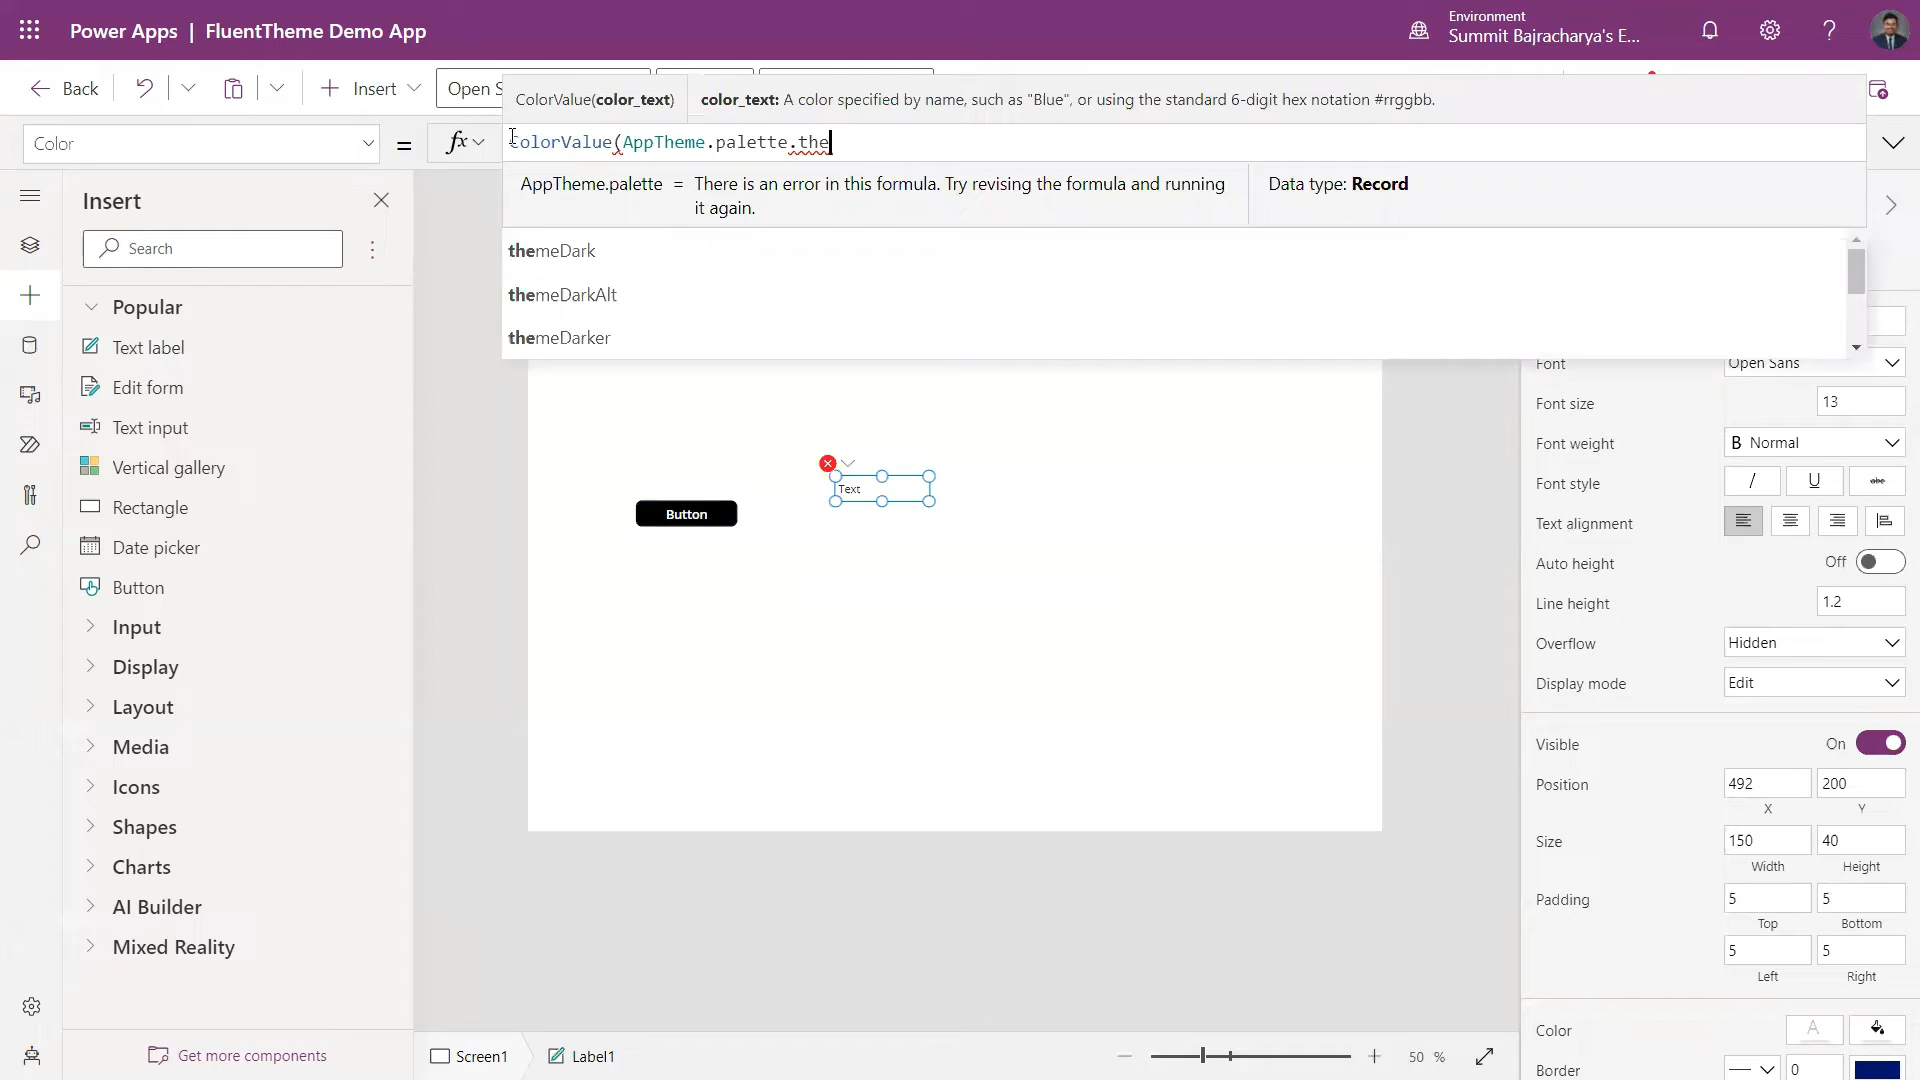 Power Apps | FluentTheme Demo App
Environment
Summit Bajracharya's E...
Back
Insert
Open S
ColorValue(color_text)
color_text: A color specified by name, such as "Blue", or using the standard 6-digit hex notation #rrggbb.
Color
=
fx
ColorValue(AppTheme.palette.the
AppTheme.palette = There is an error in this formula. Try revising the formula and running it again.
Data type: Record
themeDark
themeDarkAlt
themeDarker
Insert
Search
Popular
Text label
Edit form
Text input
Vertical gallery
Rectangle
Date picker
Button
Input
Display
Layout
Media
Icons
Shapes
Charts
AI Builder
Mixed Reality
Get more components
Button
Text
Screen1
Label1
50 %
Font
Open Sans
Font size
13
Font weight
B Normal
Font style
/ U abc
Text alignment
Auto height
Off
Line height
1.2
Overflow
Hidden
Display mode
Edit
Visible
On
Position
492
200
X
Y
Size
150
40
Width
Height
Padding
5
5
Top
Bottom
5
5
Left
Right
Color
A
Border
0